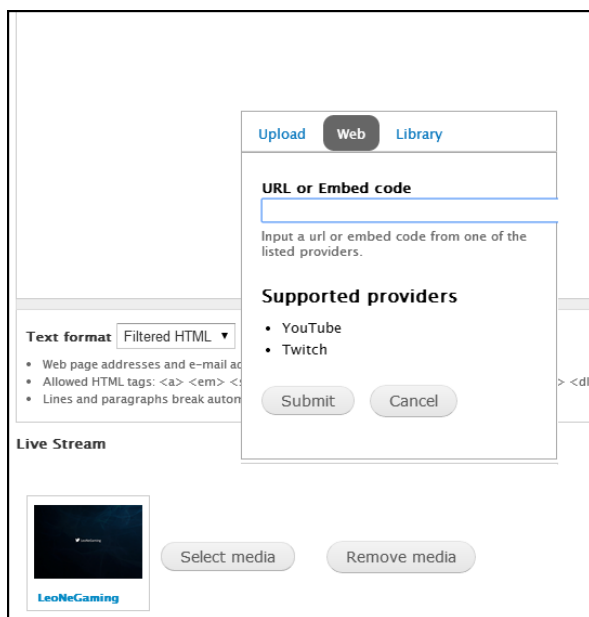 Upload Web Library
URL or Embed code
Input a url or embed code from one of the
listed providers.
Supported providers
• YouTube
• Twitch
Submit Cancel
Text format Filtered HTML
• Web page addresses and e-mail
• Allowed HTML tags: <a> <em> > <dl
• Lines and paragraphs break
Live Stream
LeoNeGaming
Select media Remove media